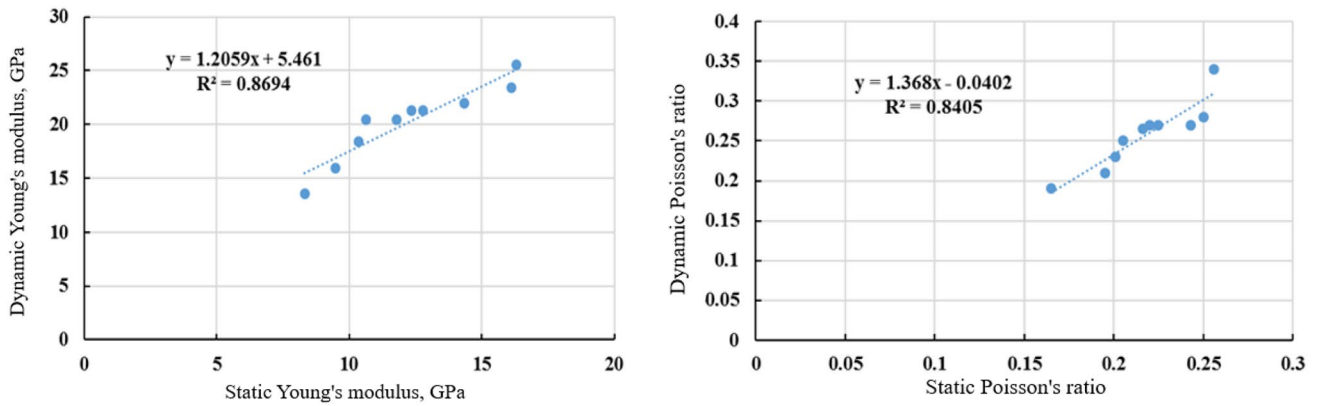 30
25
20
15
10
5
0
Dynamic Young's modulus, GPa
y = 1.2059x + 5.461
R² = 0.8694
0 5 10 15 20
Static Young's modulus, GPa
0.4
0.35
0.3
0.25
0.2
0.15
0.1
0.05
0
Dynamic Poisson's ratio
y = 1.368x - 0.0402
R² = 0.8405
0 0.05 0.1 0.15 0.2 0.25 0.3
Static Poisson's ratio